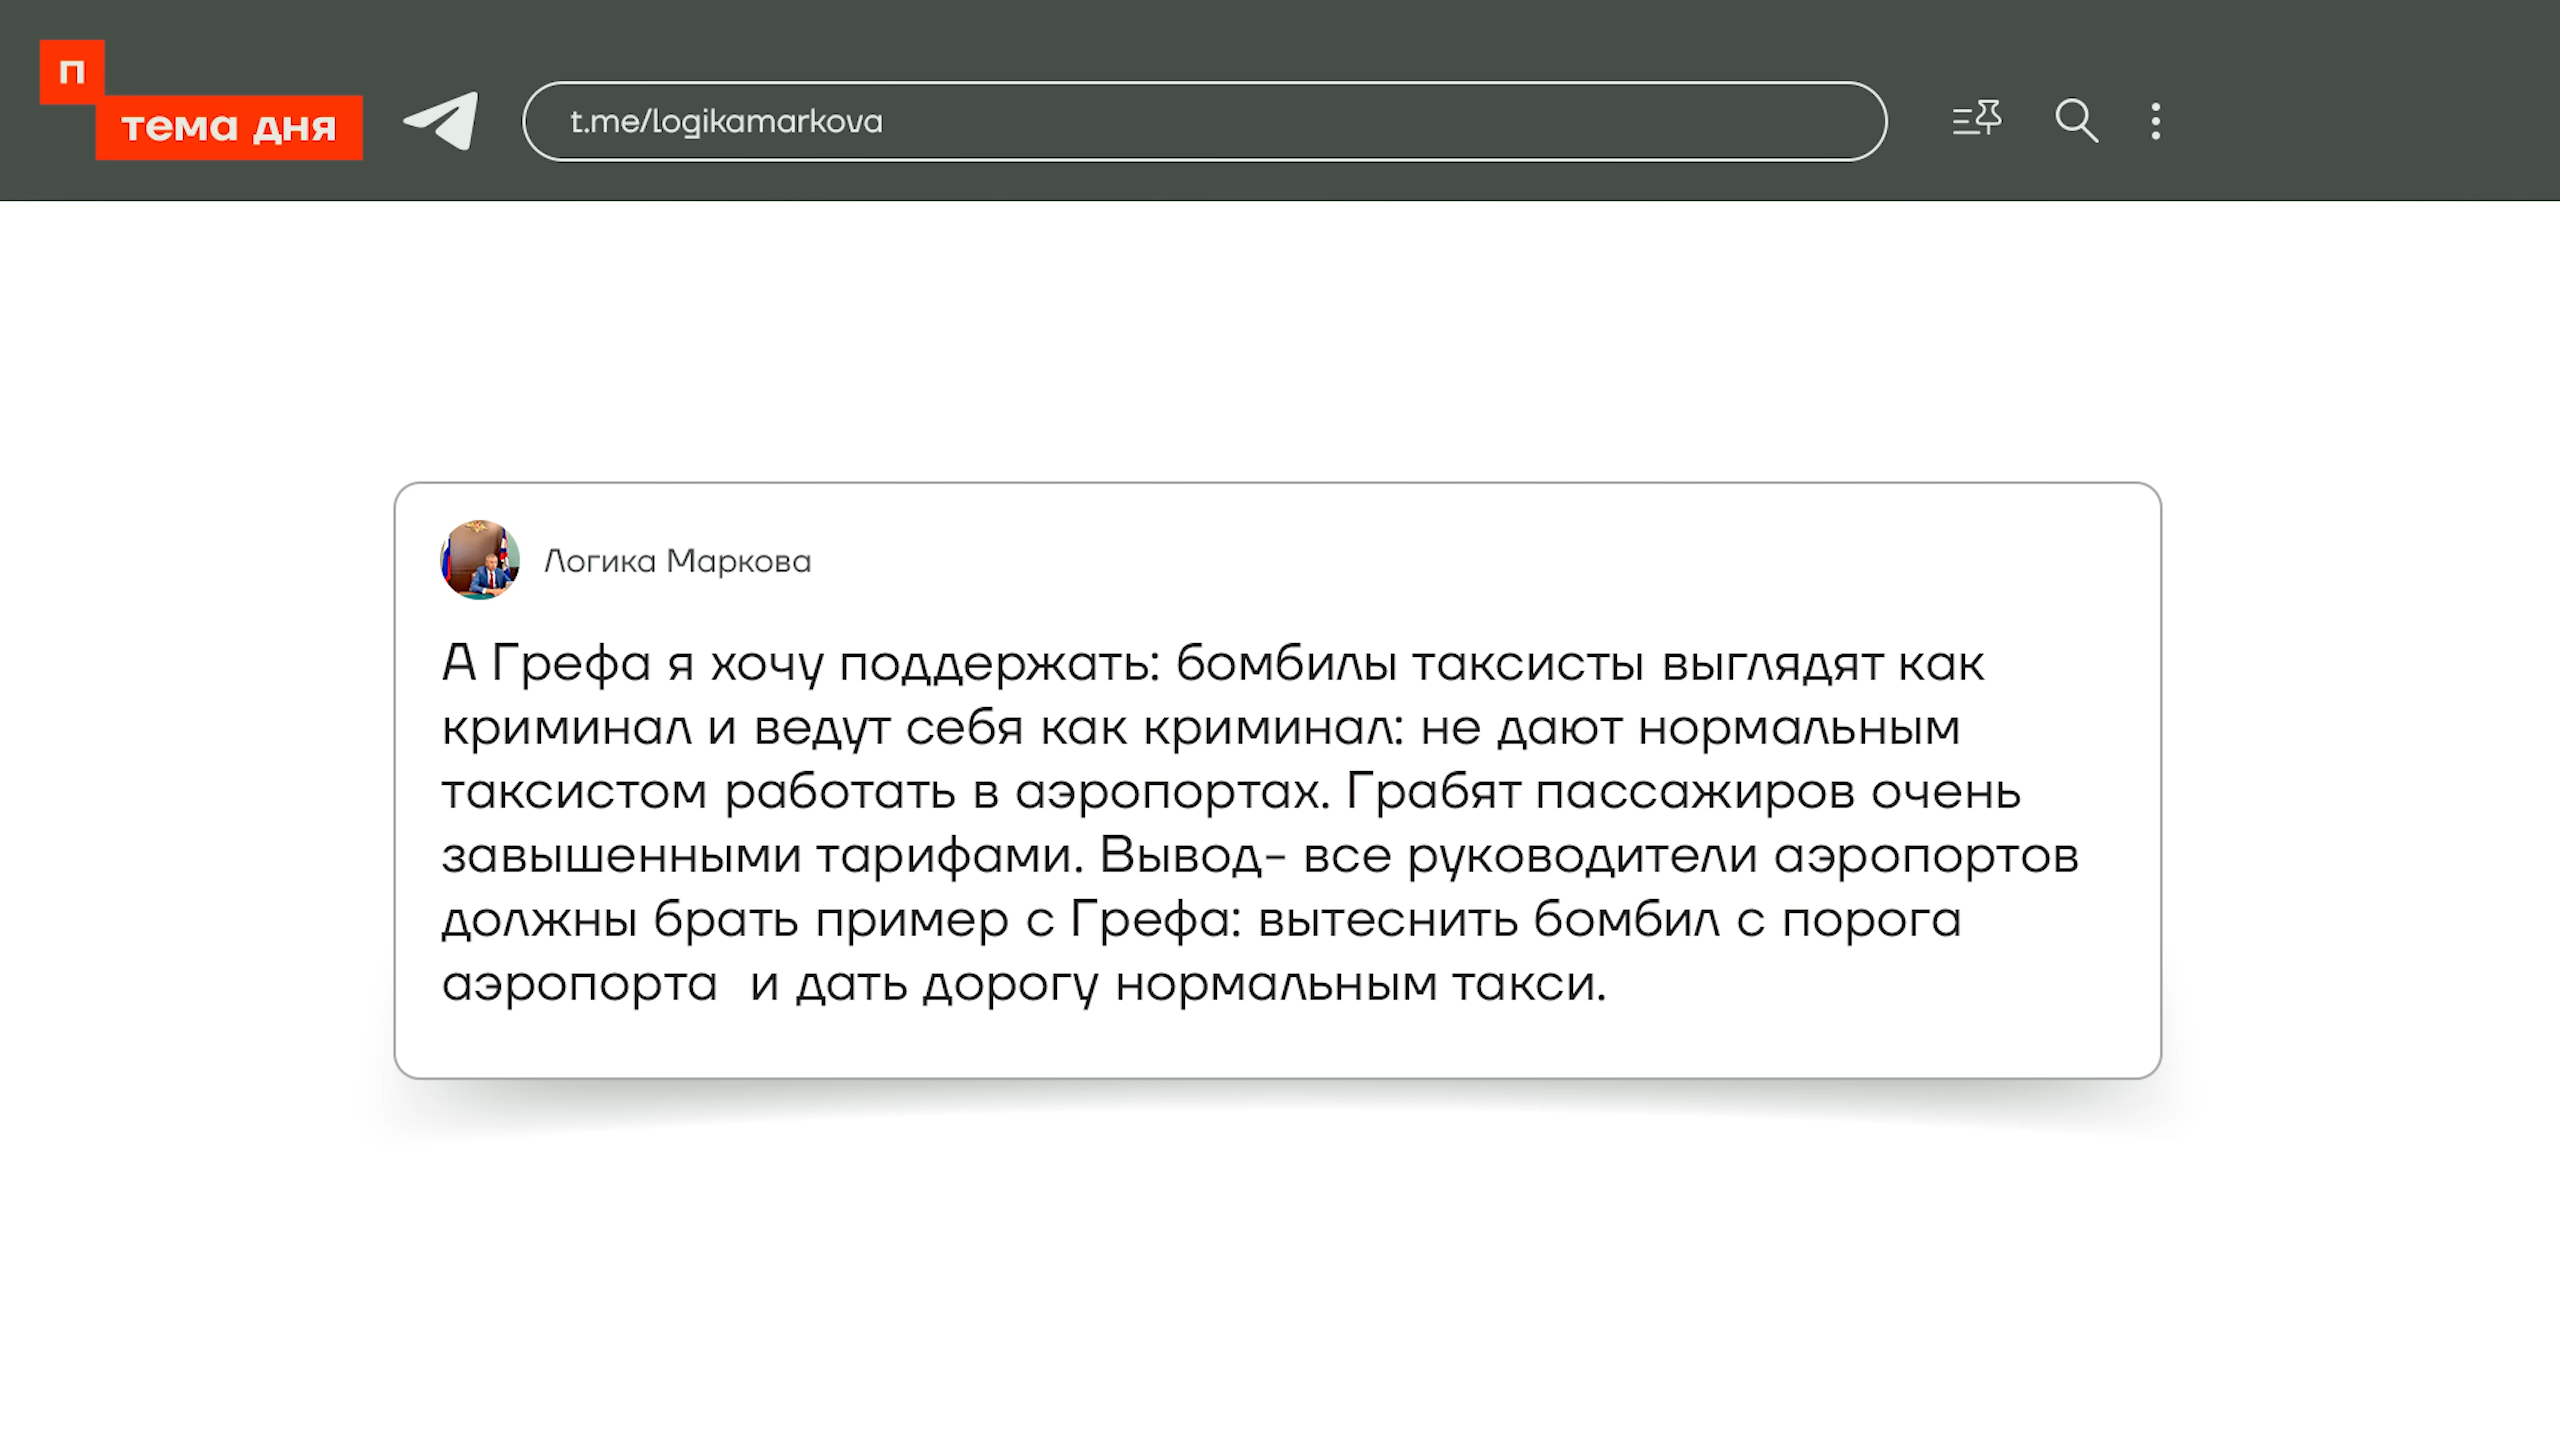 п
тема дня
t.me/logikamarkova
Логика Маркова
А Грефа я хочу поддержать: бомбилы таксисты выглядят как
криминал и ведут себя как криминал: не дают нормальным
таксистом работать в аэропортах. Грабят пассажиров очень
завышенными тарифами. Вывод- все руководители аэропортов
должны брать пример с Грефа: вытеснить бомбил с порога
аэропорта  и дать дорогу нормальным такси.